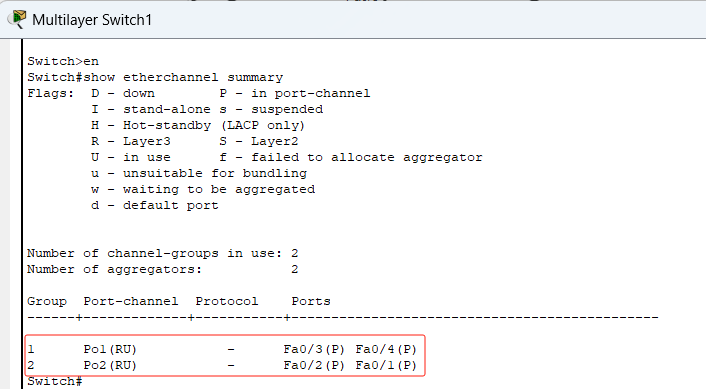 Multilayer Switch1
Switch>en
Switch#show etherchannel summary
Flags:  D - down        P - in port-channel
        I - stand-alone s - suspended
        H - Hot-standby (LACP only)
        R - Layer3      S - Layer2
        U - in use      f - failed to allocate aggregator
        u - unsuitable for bundling
        w - waiting to be aggregated
        d - default port
Number of channel-groups in use: 2
Number of aggregators:           2
Group  Port-channel  Protocol    Ports
------+-------------+-----------+----------------------------------------------
1      Po1(RU)           -      Fa0/3(P) Fa0/4(P)
2      Po2(RU)           -      Fa0/2(P) Fa0/1(P)
Switch#